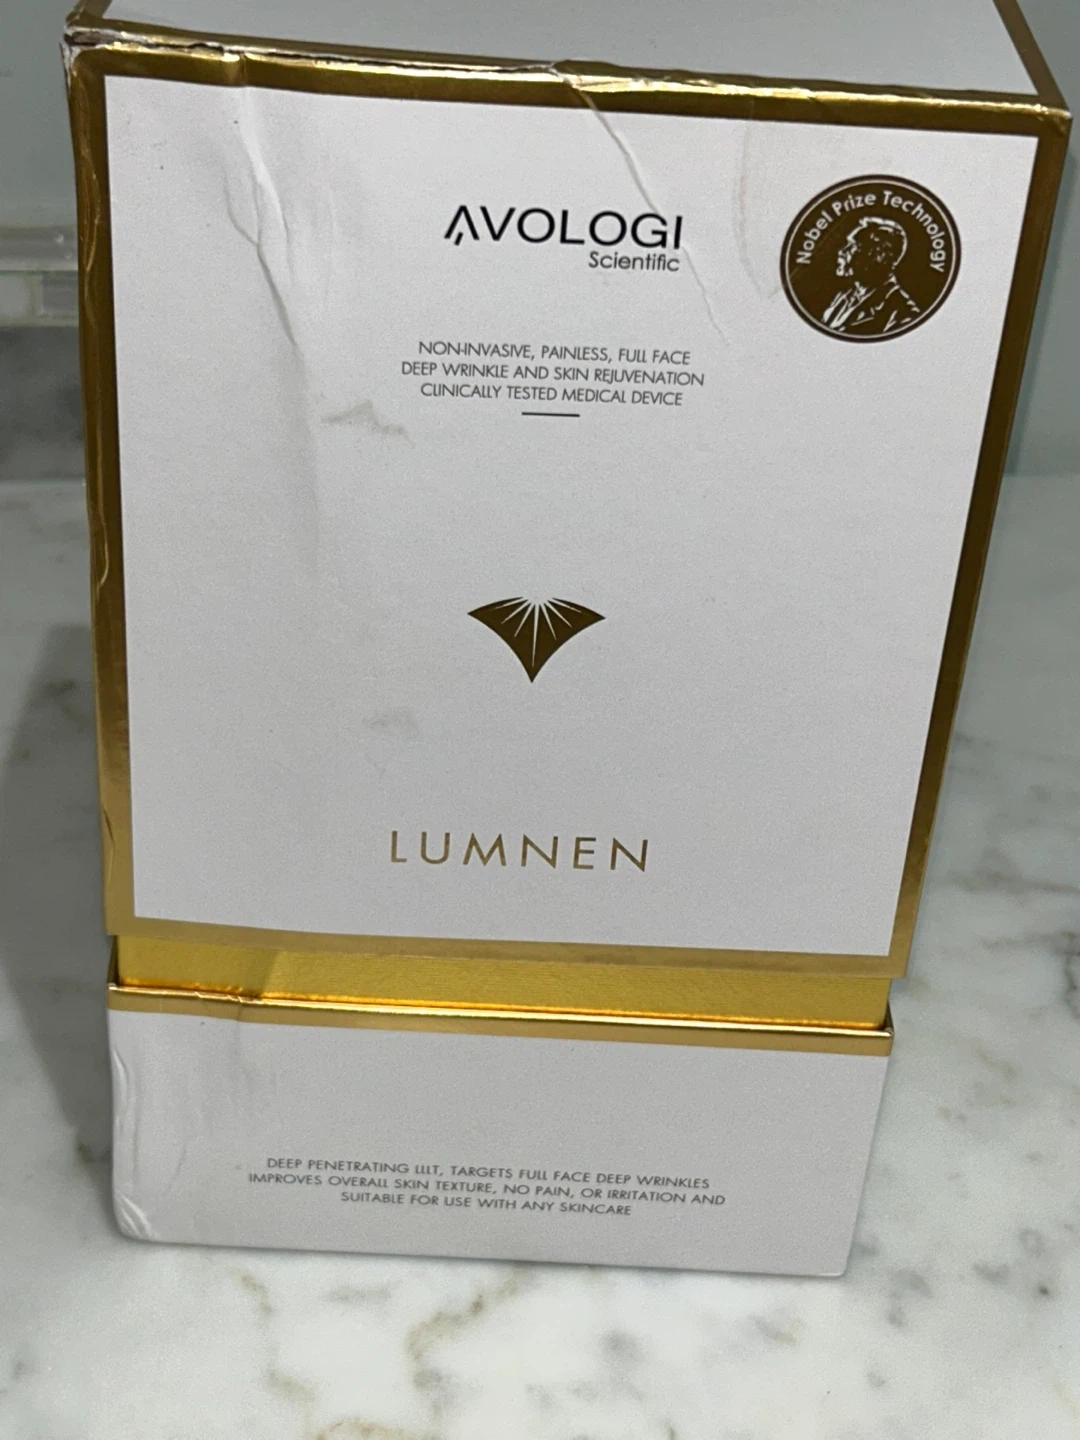 AVOLOGI
Scientific
Nobel Prize Technology
NON-INVASIVE, PAINLESS, FULL FACE
DEEP WRINKLE AND SKIN REJUVENATION
CLINICALLY TESTED MEDICAL DEVICE
LUMNEN
DEEP PENETRATING LLLT, TARGETS FULL FACE DEEP WRINKLES
IMPROVES OVERALL SKIN TEXTURE, NO PAIN, OR IRRITATION AND
SUITABLE FOR USE WITH ANY SKINCARE